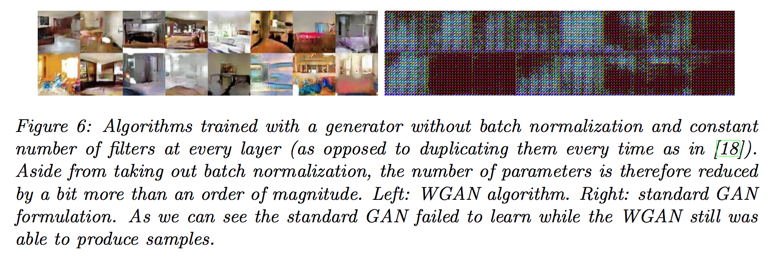 Figure 6: Algorithms trained with a generator without batch normalization and constant
number of filters at every layer (as opposed to duplicating them every time as in [18]).
Aside from taking out batch normalization, the number of parameters is therefore reduced
by a bit more than an order of magnitude. Left: WGAN algorithm. Right: standard GAN
formulation. As we can see the standard GAN failed to learn while the WGAN still was
able to produce samples.